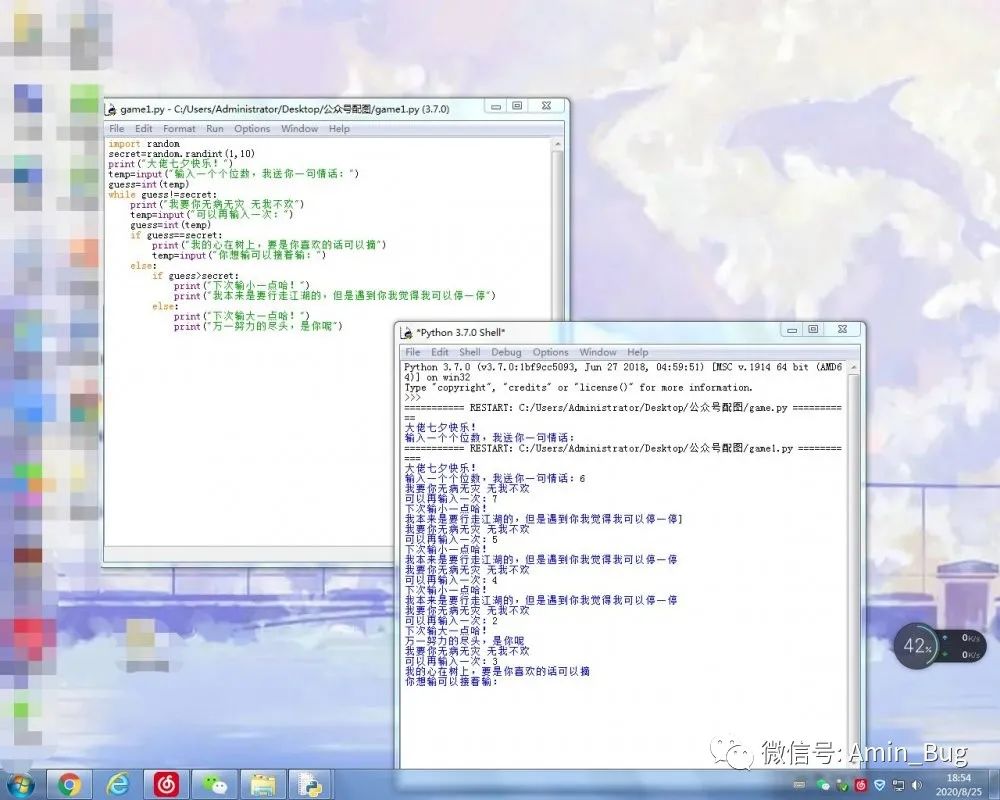 game1.py - C:/Users/Administrator/Desktop/公众号配图/game1.py (3.7.0)
File Edit Format Run Options Window Help
import random
secret=random.randint(1,10)
print("大佬七夕快乐！")
temp=input("输入一个个位数，我送你一句情话：")
guess=int(temp)
while guess!=secret:
    print("我要你无病无灾 无我不欢")
    temp=input("可以再输入一次：")
    guess=int(temp)
    if guess==secret:
        print("我的心在树上，要是你喜欢的话可以摘")
        temp=input("你想输可以接着输：")
    else:
        if guess>secret:
            print("下次输小一点哈！")
            print("我本来是要行走江湖的，但是遇到你我觉得我可以停一停")
        else:
            print("下次输大一点哈！")
            print("万一努力的尽头，是你呢")
*Python 3.7.0 Shell*
File Edit Shell Debug Options Window Help
Python 3.7.0 (v3.7.0:1bf9cc5093, Jun 27 2018, 04:59:51) [MSC v.1914 64 bit (AMD6
4)] on win32
Type "copyright", "credits" or "license()" for more information.
>>>
=========== RESTART: C:/Users/Administrator/Desktop/公众号配图/game.py ==========
==
大佬七夕快乐！
输入一个个位数，我送你一句情话：
=========== RESTART: C:/Users/Administrator/Desktop/公众号配图/game1.py =========
===
大佬七夕快乐！
输入一个个位数，我送你一句情话：6
我要你无病无灾 无我不欢
可以再输入一次：7
下次输小一点哈！
我本来是要行走江湖的，但是遇到你我觉得我可以停一停]
我要你无病无灾 无我不欢
可以再输入一次：5
下次输小一点哈！
我本来是要行走江湖的，但是遇到你我觉得我可以停一停
我要你无病无灾 无我不欢
可以再输入一次：4
下次输小一点哈！
我本来是要行走江湖的，但是遇到你我觉得我可以停一停
我要你无病无灾 无我不欢
可以再输入一次：2
下次输大一点哈！
万一努力的尽头，是你呢
我要你无病无灾 无我不欢
可以再输入一次：3
我的心在树上，要是你喜欢的话可以摘
你想输可以接着输：
42%
0K/s
0K/s
微信号: Amin_Bug
18:54
2020/8/25